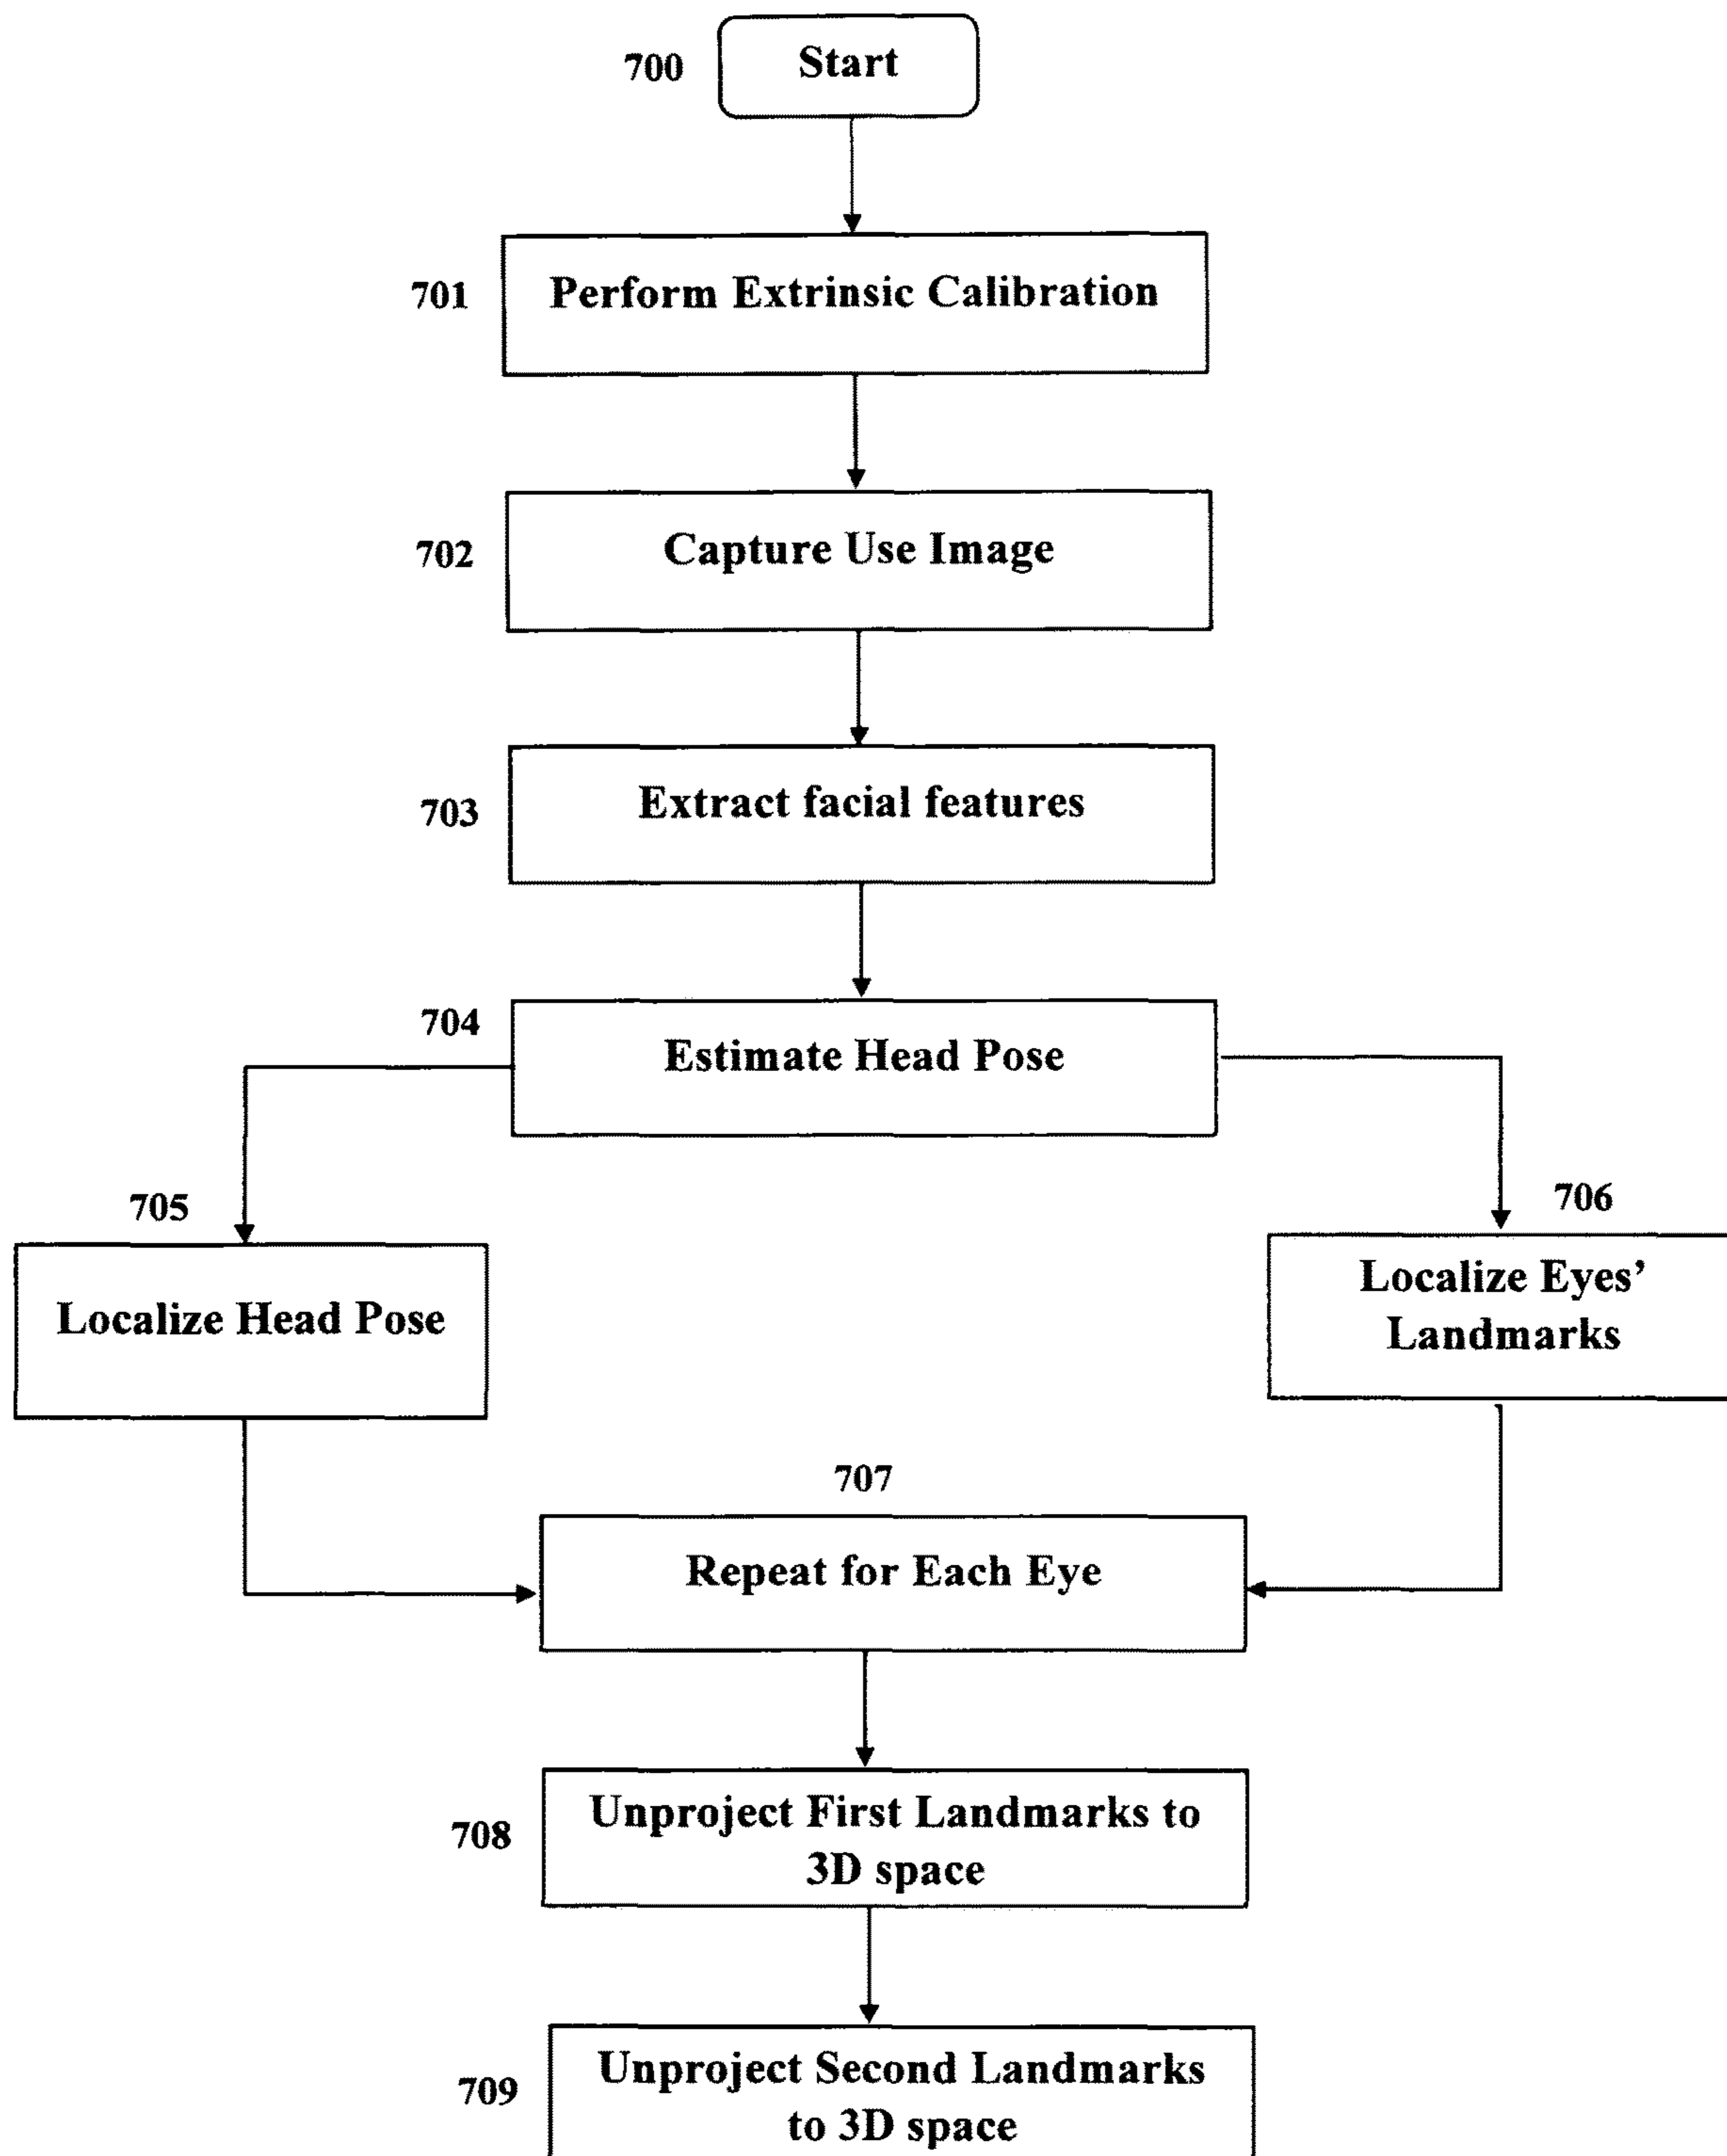 700
Start
701
Perform Extrinsic Calibration
702
Capture Use Image
703
Extract facial features
704
Estimate Head Pose
705
706
Localize Head Pose
Localize Eyes’
Landmarks
707
Repeat for Each Eye
708
Unproject First Landmarks to
3D space
709
Unproject Second Landmarks
to 3D space